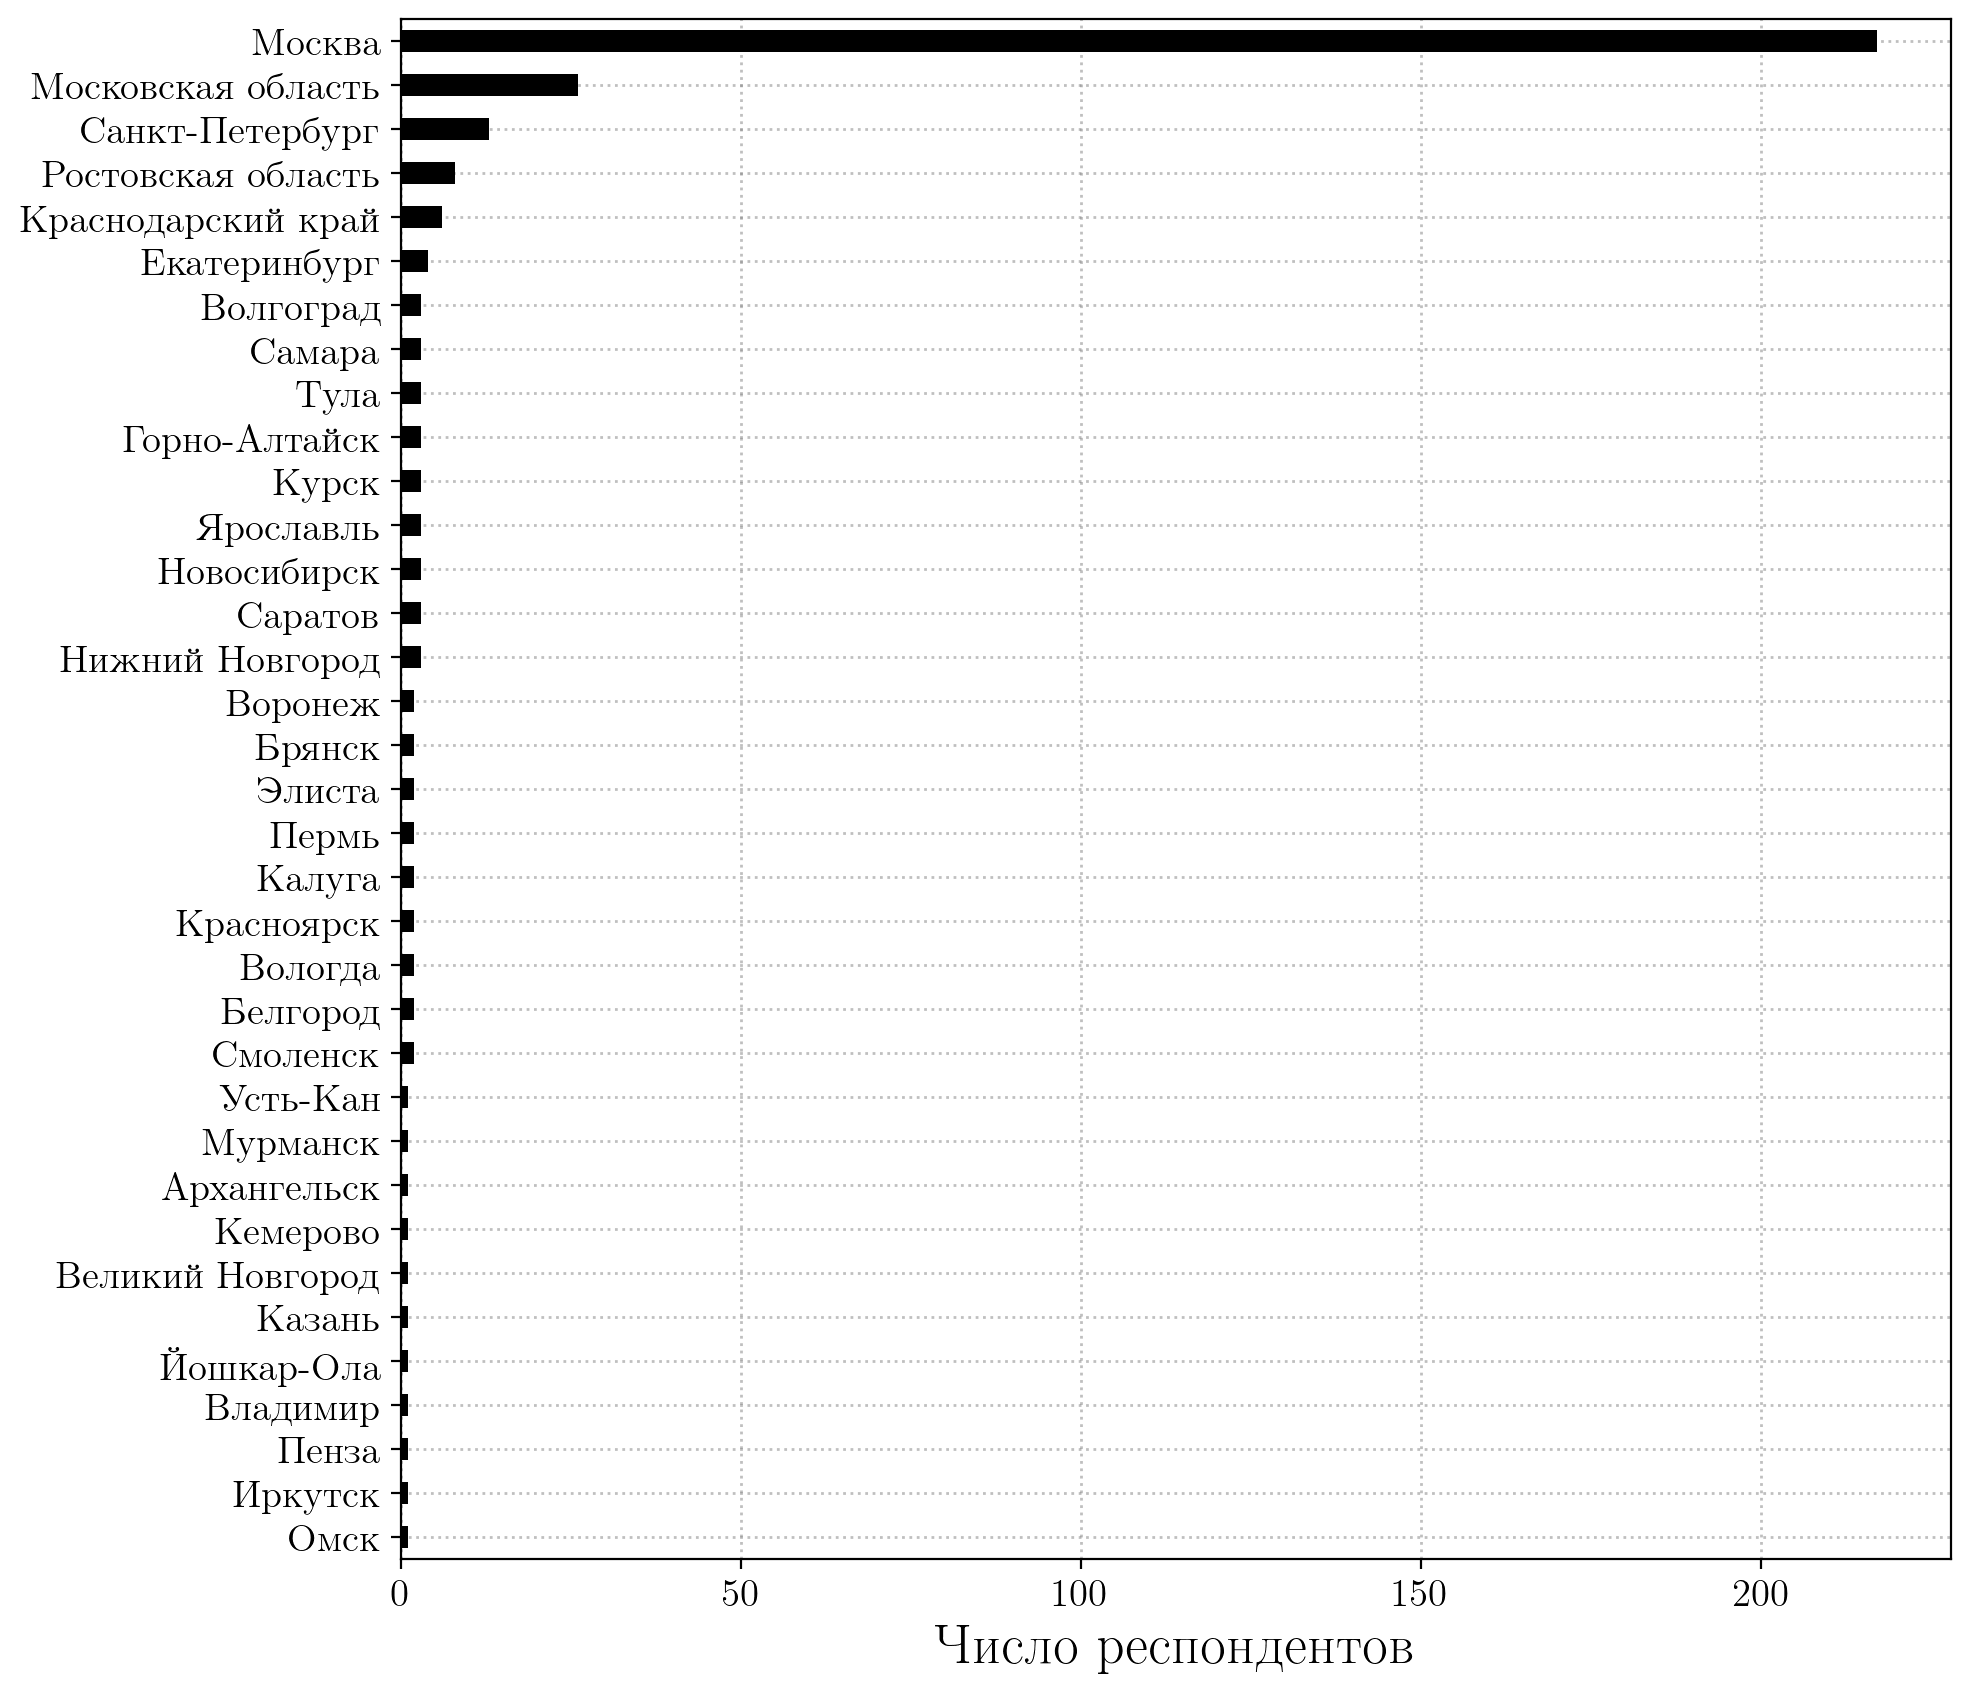 Москва
Московская область
Санкт-Петербург
Ростовская область
Краснодарский край
Екатеринбург
Волгоград
Самара
Тула
Горно-Алтайск
Курск
Ярославль
Новосибирск
Саратов
Нижний Новгород
Воронеж
Брянск
Элиста
Пермь
Калуга
Красноярск
Вологда
Белгород
Смоленск
Усть-Кан
Мурманск
Архангельск
Кемерово
Великий Новгород
Казань
Йошкар-Ола
Владимир
Пенза
Иркутск
Омск
0 50 100 150 200
Число респондентов